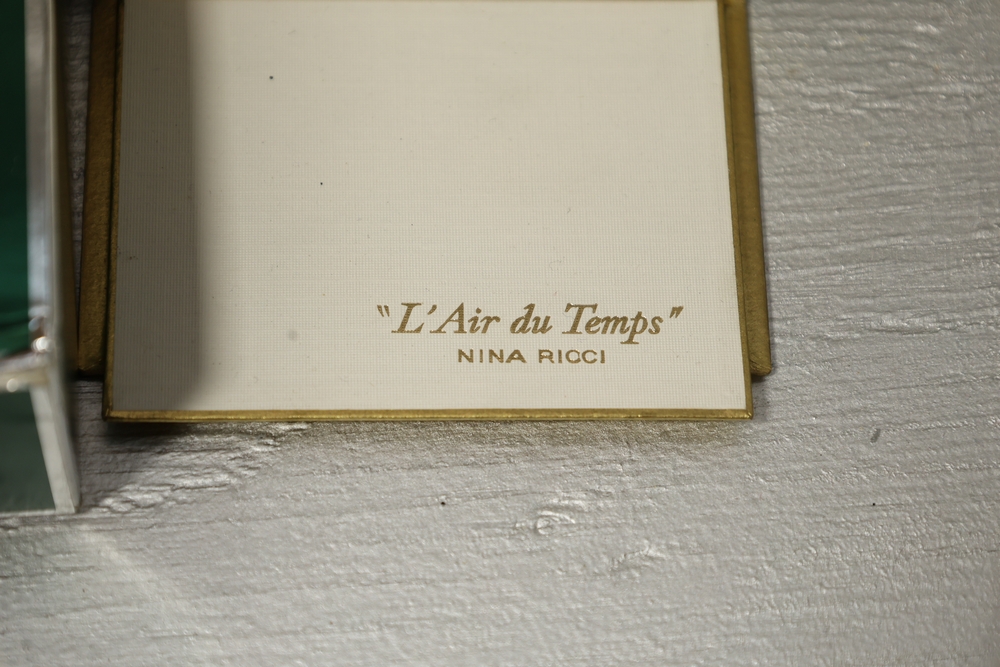 "L'Air du Temps"
NINA RICCI